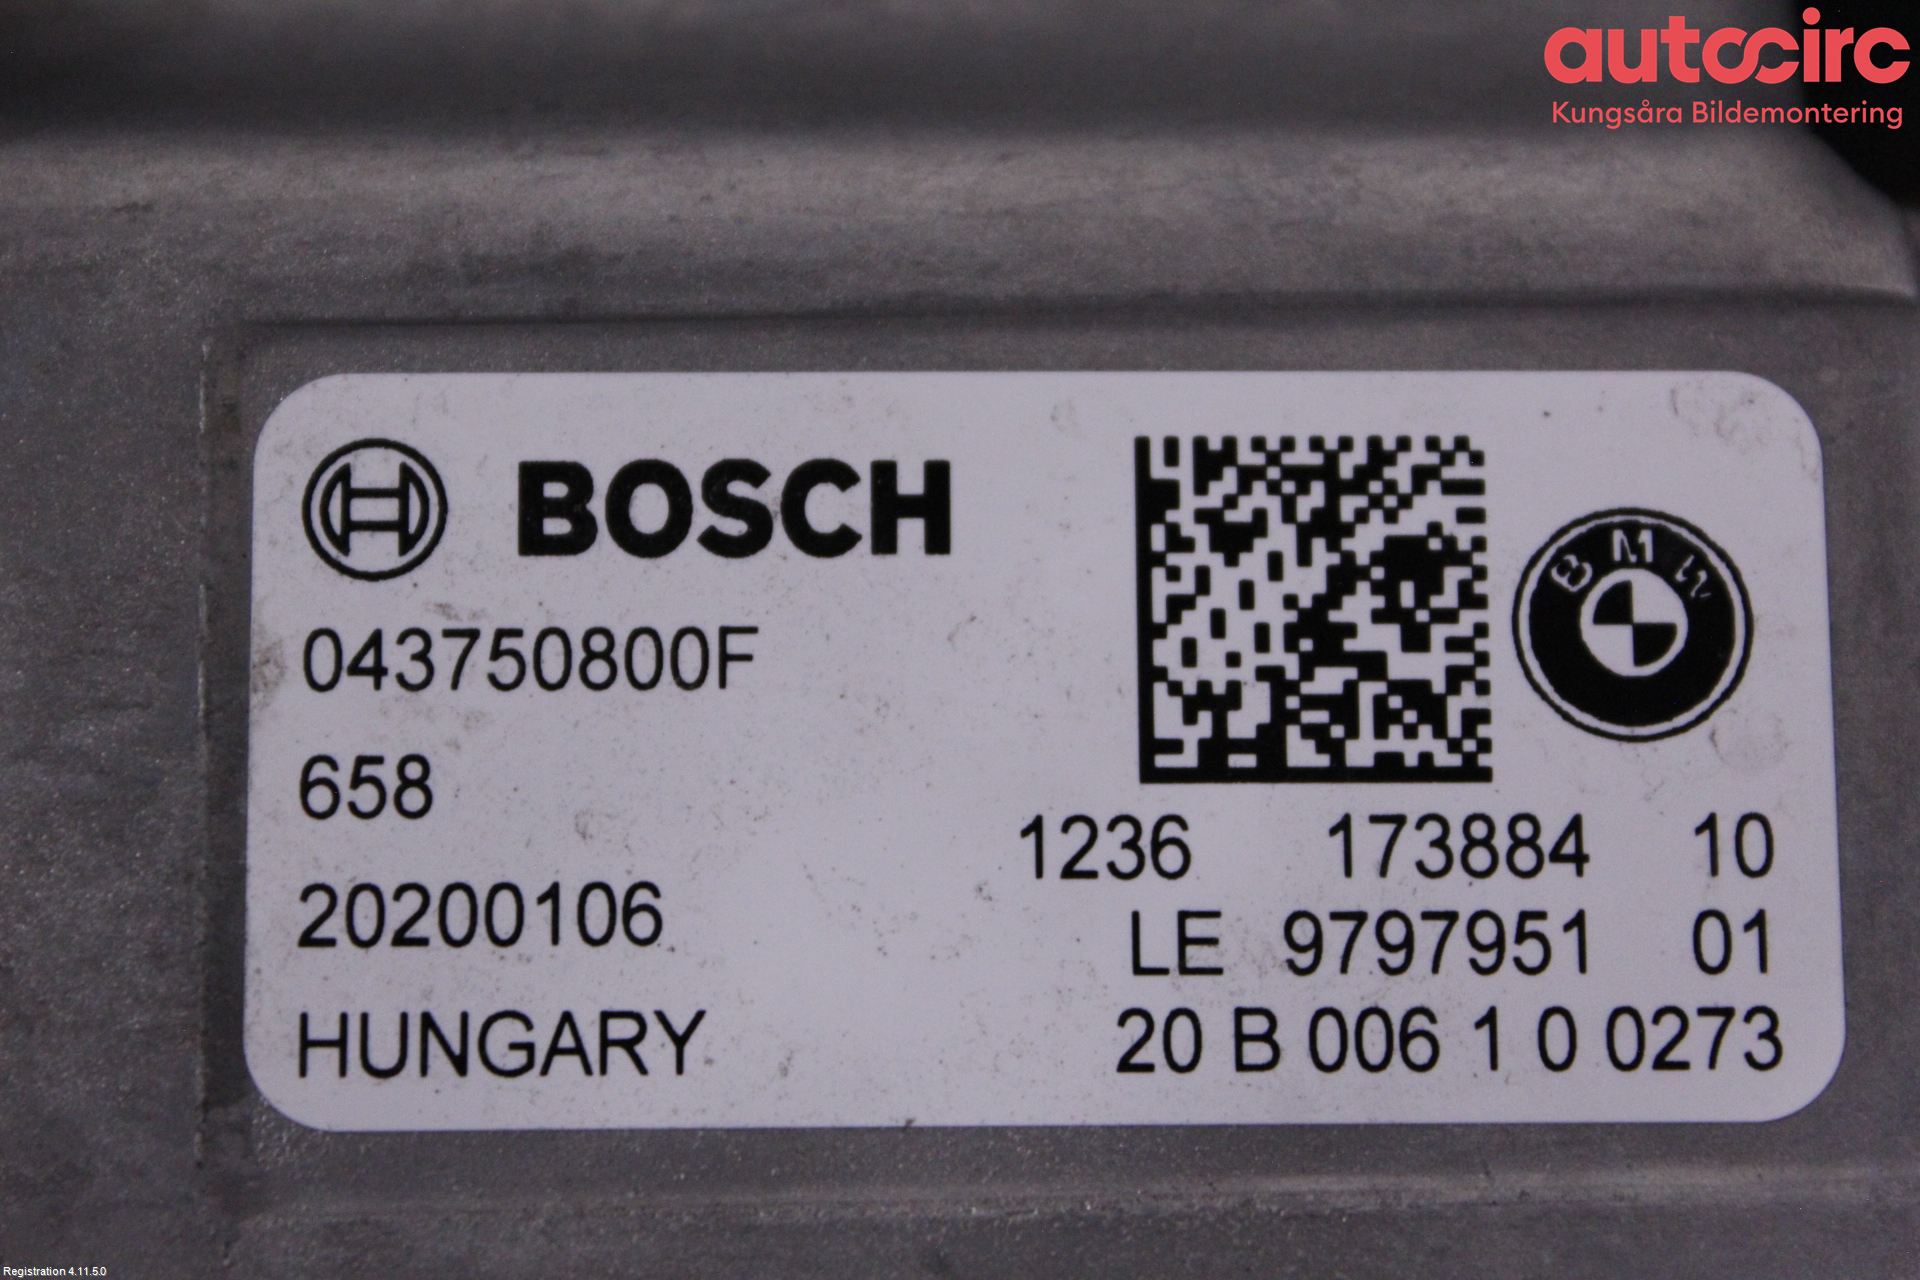 autocirc
Kungsåra Bildemontering
BOSCH
BMW
043750800F
658
1236 173884 10
20200106
LE 9797951 01
HUNGARY
20 B 006 1 0 0273
Registration 4.11.5.0